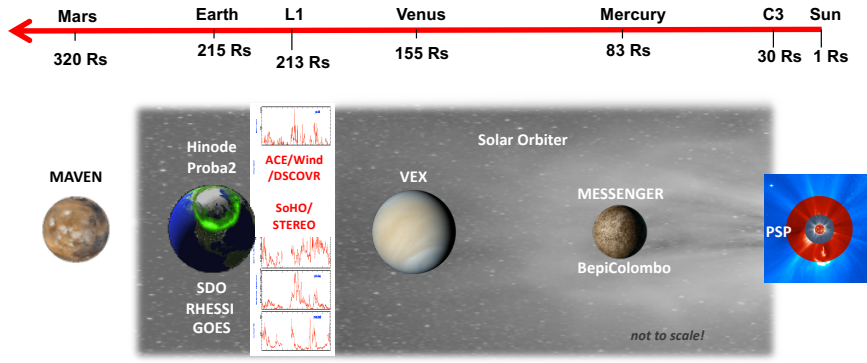 Mars Earth L1 Venus Mercury C3 Sun
320 Rs 215 Rs 213 Rs 155 Rs 83 Rs 30 Rs 1 Rs
Solar Orbiter
Hinode
Proba2
ACE/Wind
/DSCOVR
MAVEN
VEX
MESSENGER
SoHO/
STEREO
PSP
BepiColombo
SDO
RHESSI
GOES
not to scale!